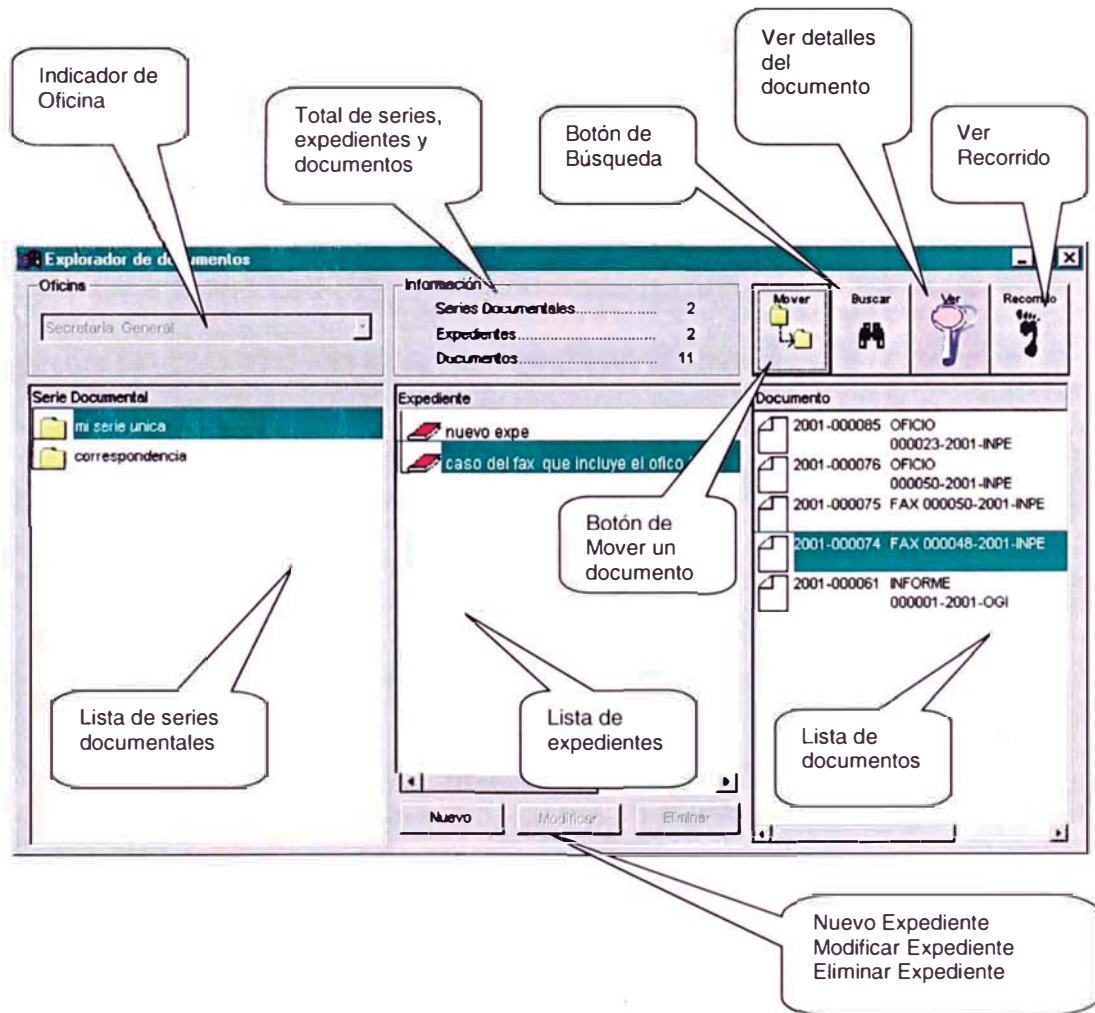 Indicador de
Oficina
Total de series,
expedientes y
documentos
Botón de
Búsqueda
Ver detalles
del
documento
Ver
Recorrido
Explorador de documentos
Oficina
Secretaría General
Información
Series Documentales................... 2
Expedientes......................... 2
Documentos......................... 11
Mover
Buscar
Ver
Recorrido
Serie Documental
mi serie unica
correspondencia
Expediente
nuevo expe
caso del fax que incluye el ofico
Documento
2001-000085 OFICIO
000023-2001-INPE
2001-000076 OFICIO
000050-2001-INPE
2001-000075 FAX 000050-2001-INPE
2001-000074 FAX 000048-2001-INPE
2001-000061 INFORME
000001-2001-OGI
Botón de
Mover un
documento
Lista de series
documentales
Lista de
expedientes
Lista de
documentos
Nuevo
Modificar
Eliminar
Nuevo Expediente
Modificar Expediente
Eliminar Expediente